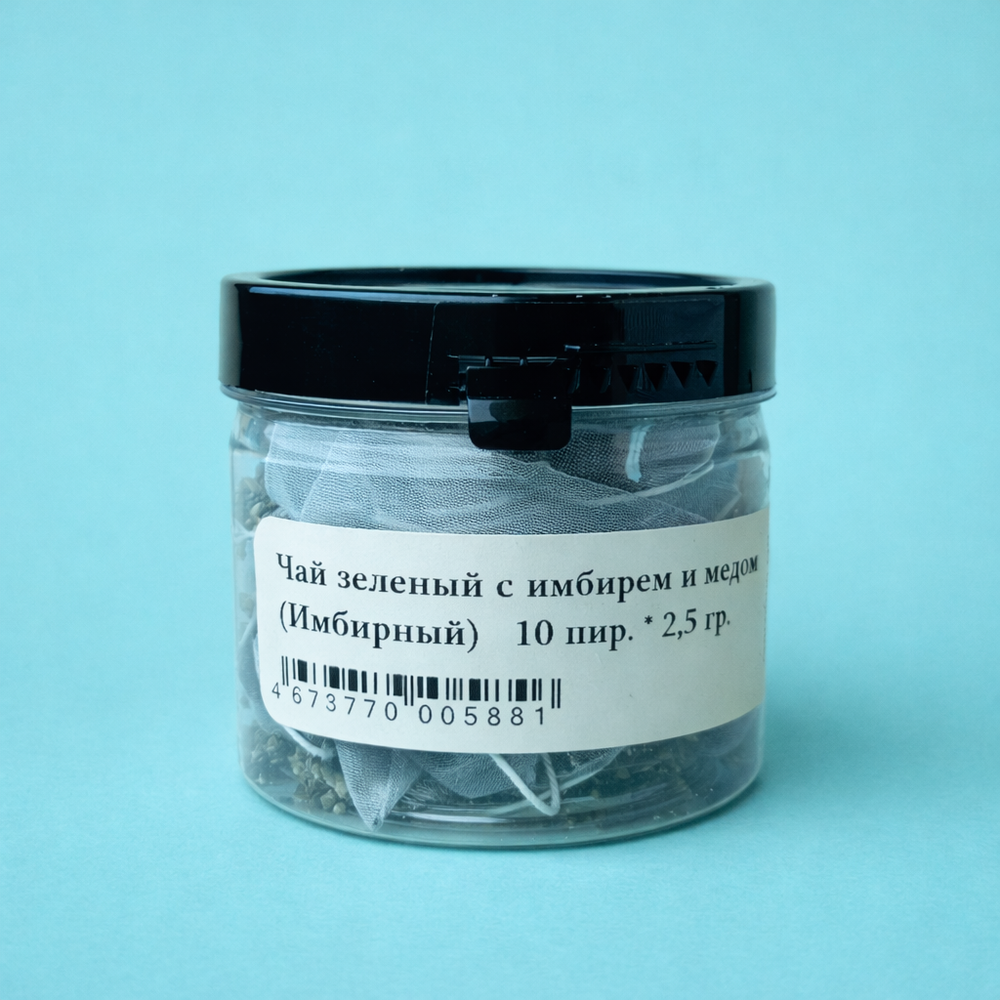 Чай зеленый с имбирем и медом
(Имбирный) 10 пир. * 2,5 гр.
4 673770 005881